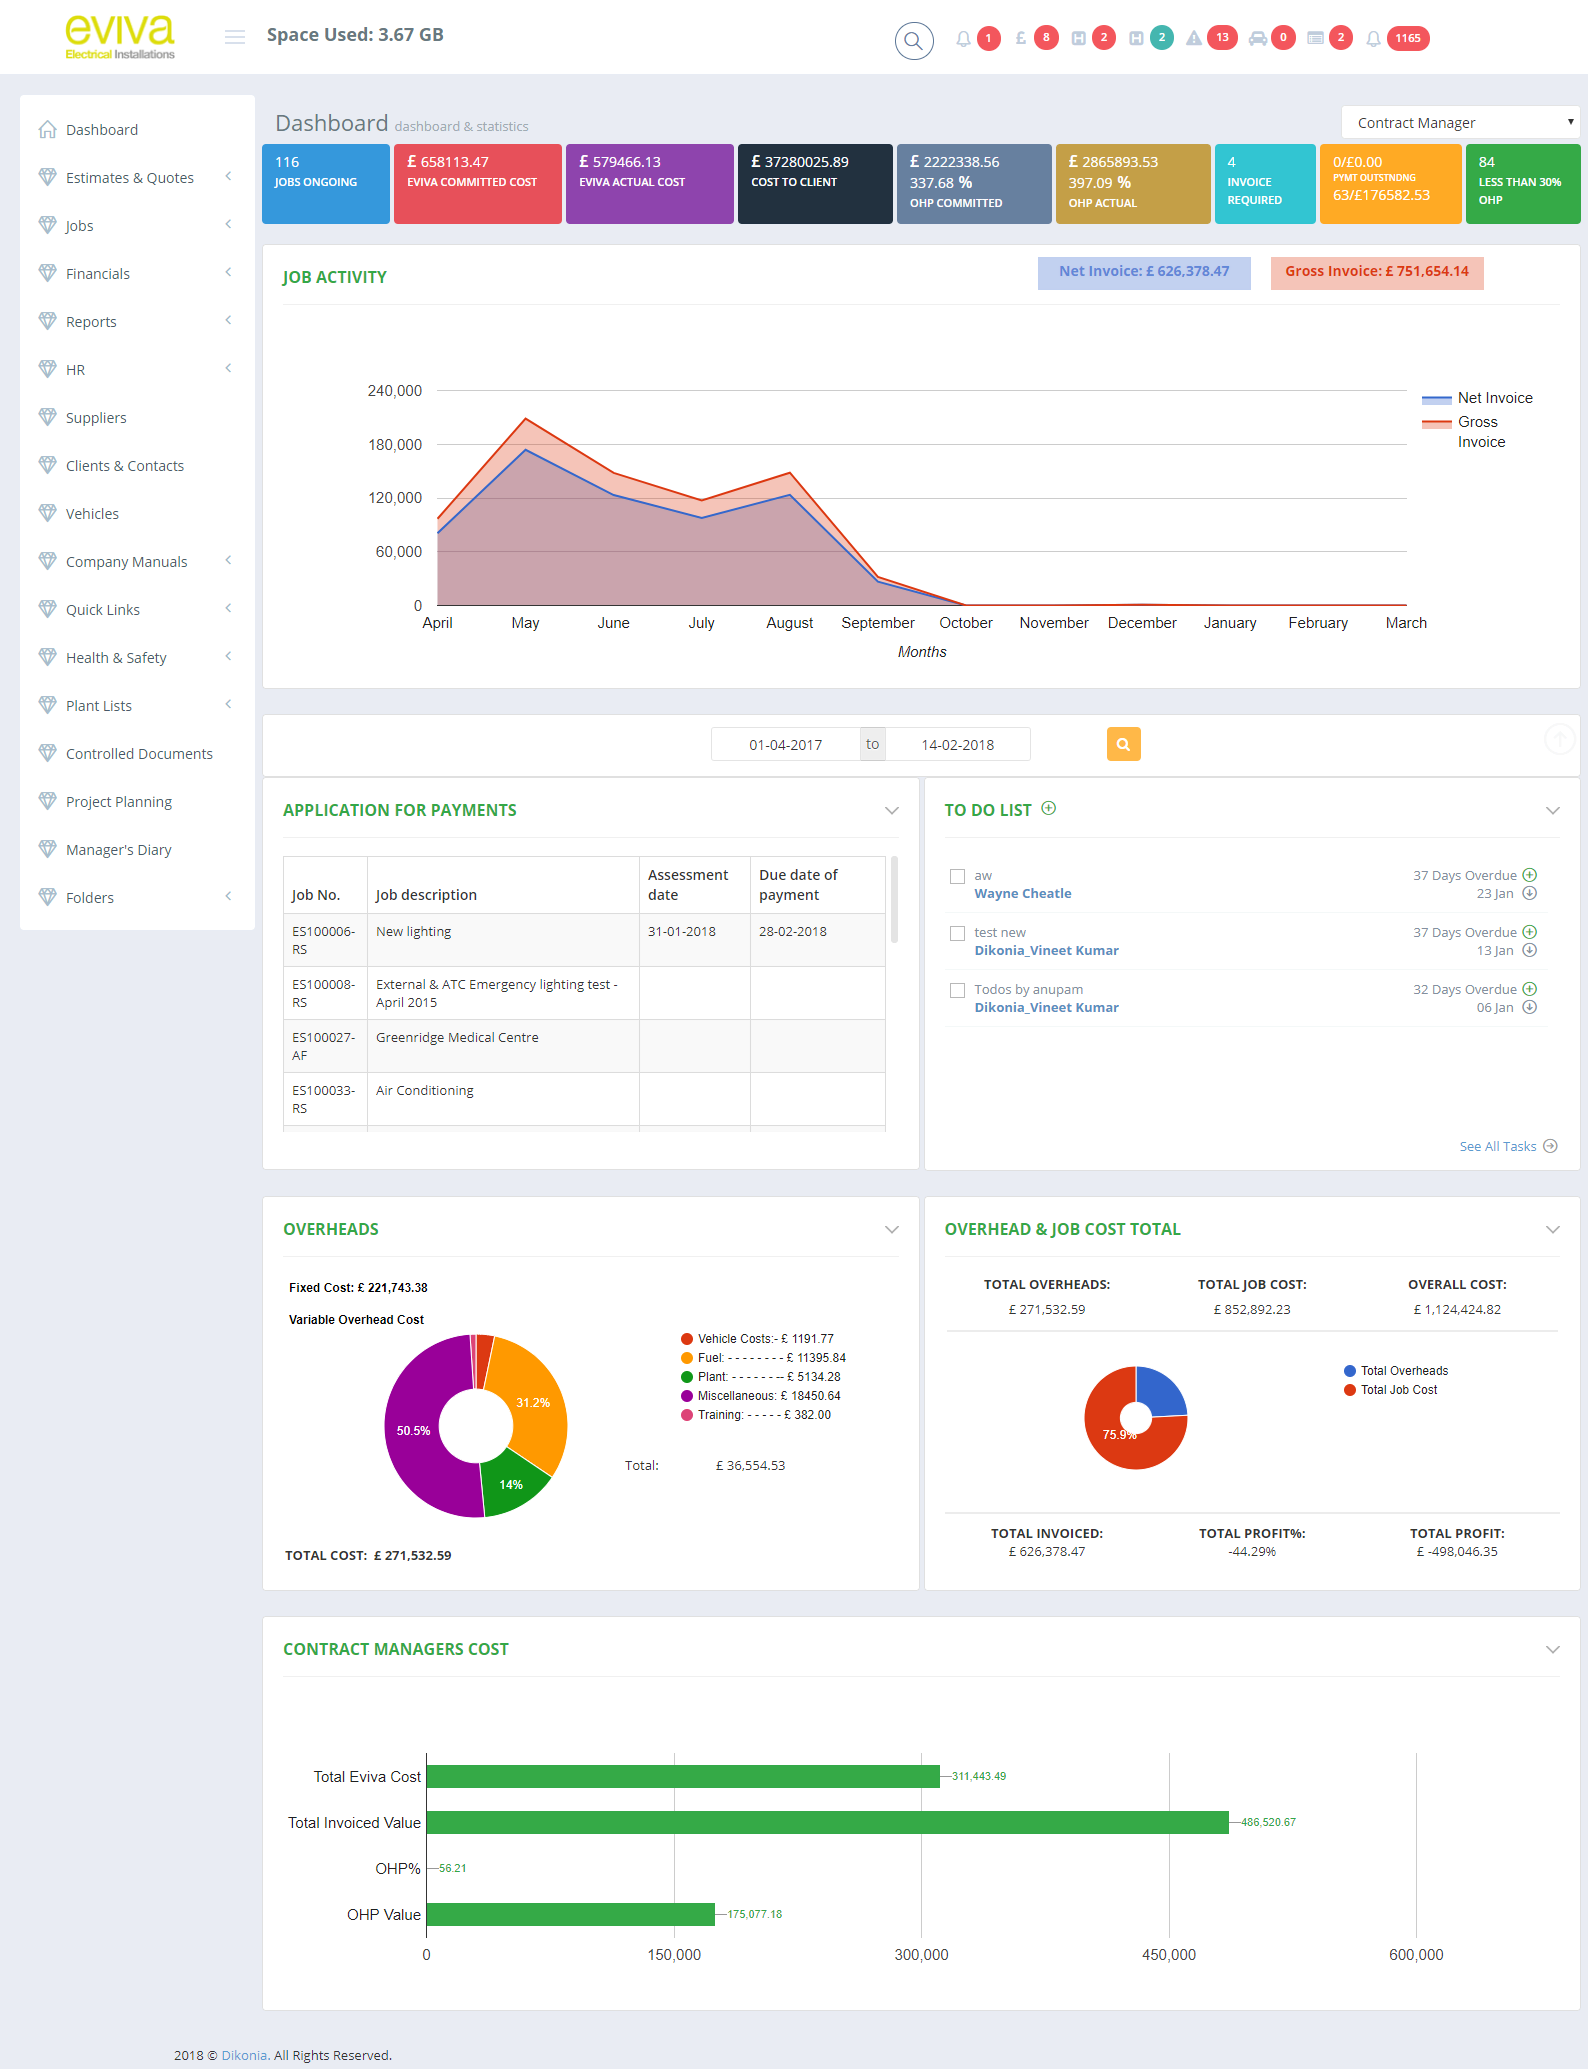 eviva
Electrical Installations
Space Used: 3.67 GB
1
£ 8
H 2
H 2
13
0
2
1165
Dashboard
Estimates & Quotes
Jobs
Financials
Reports
HR
Suppliers
Clients & Contacts
Vehicles
Company Manuals
Quick Links
Health & Safety
Plant Lists
Controlled Documents
Project Planning
Manager's Diary
Folders
Dashboard dashboard & statistics
Contract Manager
116
JOBS ONGOING
£ 658113.47
EVIVA COMMITTED COST
£ 579466.13
EVIVA ACTUAL COST
£ 37280025.89
COST TO CLIENT
£ 2222338.56
337.68 %
OHP COMMITTED
£ 2865893.53
397.09 %
OHP ACTUAL
4
INVOICE
REQUIRED
0/£0.00
PYMT OUTSTNDNG
63/£176582.53
84
LESS THAN 30%
OHP
JOB ACTIVITY
Net Invoice: £ 626,378.47
Gross Invoice: £ 751,654.14
240,000
180,000
120,000
60,000
0
April May June July August September October November December January February March
Months
Net Invoice
Gross
Invoice
01-04-2017 to 14-02-2018
APPLICATION FOR PAYMENTS
Job No. Job description Assessment date Due date of payment
ES100006-RS New lighting 31-01-2018 28-02-2018
ES100008-RS External & ATC Emergency lighting test - April 2015
ES100027-AF Greenridge Medical Centre
ES100033-RS Air Conditioning
TO DO LIST
aw 37 Days Overdue
Wayne Cheatle 23 Jan
test new 37 Days Overdue
Dikonia_Vineet Kumar 13 Jan
Todos by anupam 32 Days Overdue
Dikonia_Vineet Kumar 06 Jan
See All Tasks
OVERHEADS
Fixed Cost: £ 221,743.38
Variable Overhead Cost
31.2%
50.5%
14%
Vehicle Costs:- £ 1191.77
Fuel: - - - - - - - - £ 11395.84
Plant: - - - - - - -- £ 5134.28
Miscellaneous: £ 18450.64
Training: - - - - - £ 382.00
Total: £ 36,554.53
TOTAL COST: £ 271,532.59
OVERHEAD & JOB COST TOTAL
TOTAL OVERHEADS: TOTAL JOB COST: OVERALL COST:
£ 271,532.59 £ 852,892.23 £ 1,124,424.82
75.9%
Total Overheads
Total Job Cost
TOTAL INVOICED: TOTAL PROFIT%: TOTAL PROFIT:
£ 626,378.47 -44.29% £ -498,046.35
CONTRACT MANAGERS COST
Total Eviva Cost 311,443.49
Total Invoiced Value 486,520.67
OHP% 56.21
OHP Value 175,077.18
0 150,000 300,000 450,000 600,000
2018 © Dikonia. All Rights Reserved.